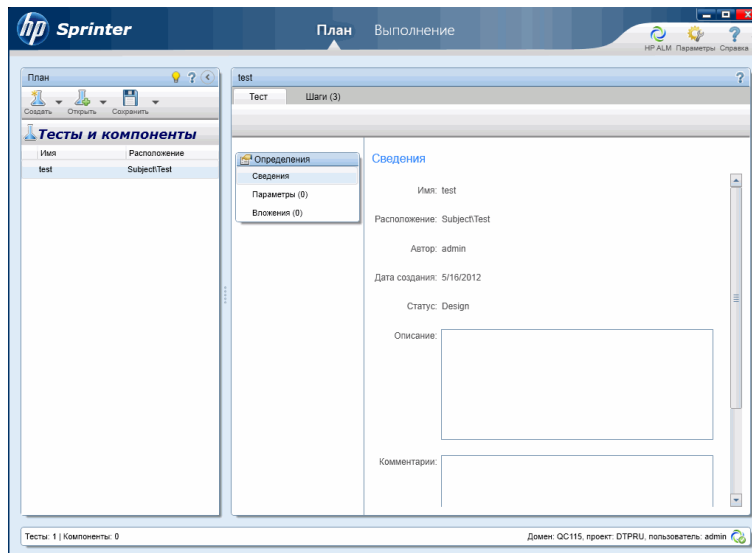 hp Sprinter
План Выполнение
HP ALM Параметры Справка
План
Создать Открыть Сохранить
Тесты и компоненты
Имя Расположение
test Subject\Test
test
Тест Шаги (3)
Определения
Сведения
Параметры (0)
Вложения (0)
Сведения
Имя: test
Расположение: Subject\Test
Автор: admin
Дата создания: 5/16/2012
Статус: Design
Описание:
Комментарии:
Тесты: 1 | Компоненты: 0
Домен: QC115, проект: DTPRU, пользователь: admin